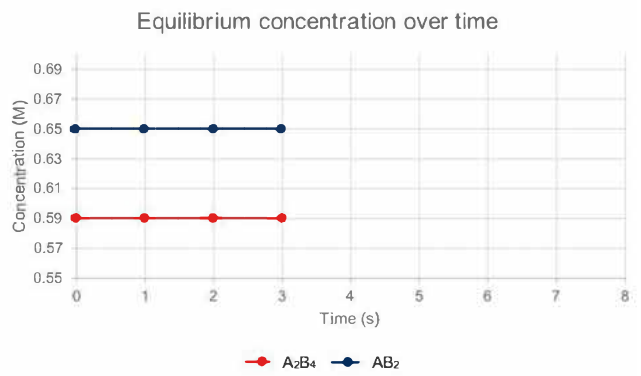 Equilibrium concentration over time
Concentration (M)
0.69
0.67
0.65
0.63
0.61
0.59
0.57
0.55
0 1 2 3 4 5 6 7 8
Time (s)
A₂B₄ AB₂